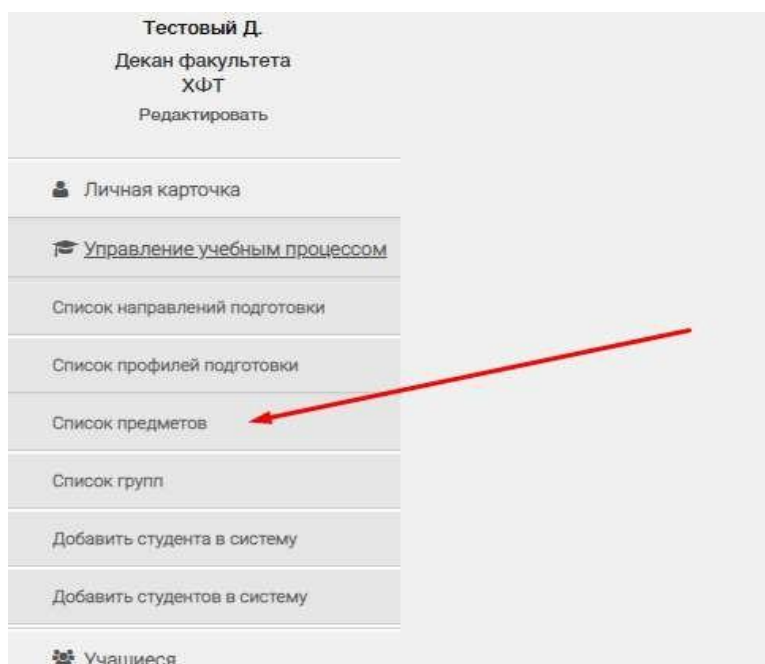 Тестовый Д.
Декан факультета
ХФТ
Редактировать
Личная карточка
Управление учебным процессом
Список направлений подготовки
Список профилей подготовки
Список предметов
Список групп
Добавить студента в систему
Добавить студентов в систему
Учащиеся